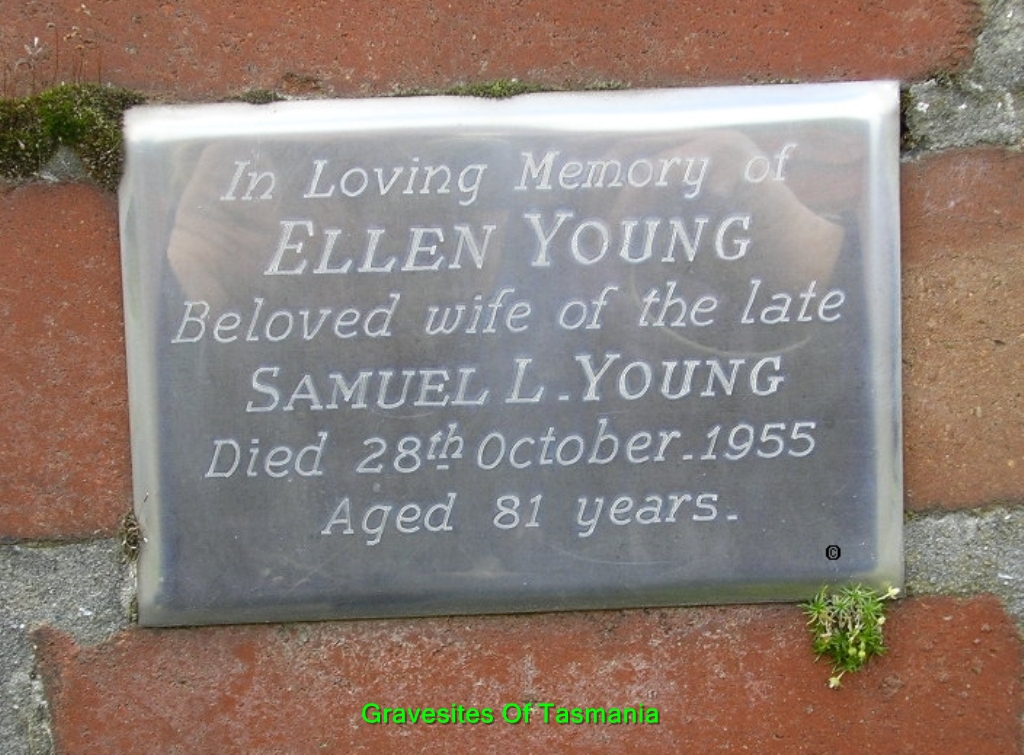 In Loving Memory of
ELLEN YOUNG
Beloved wife of the late
SAMUEL L. YOUNG
Died 28th October. 1955
Aged 81 years.
©
Gravesites Of Tasmania